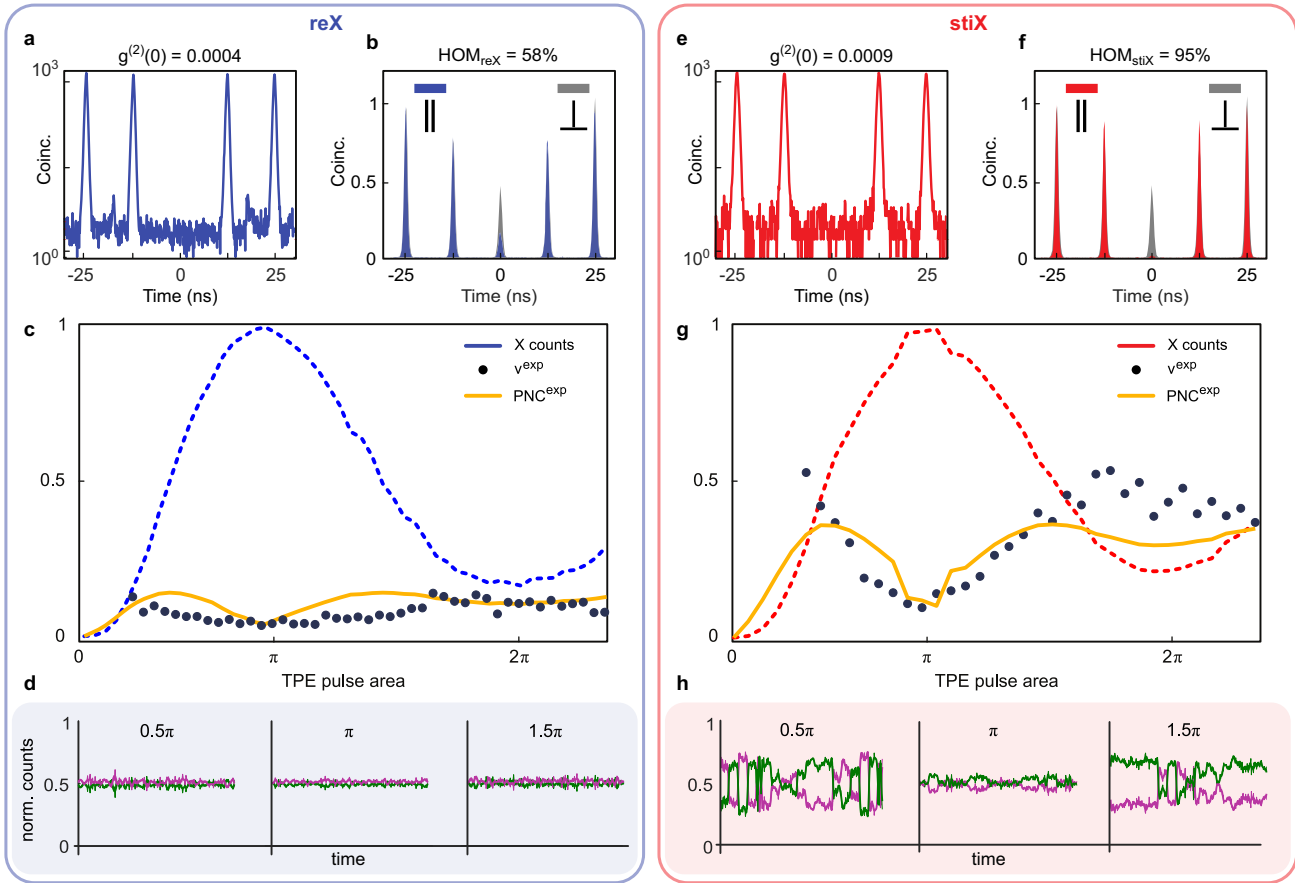 reX
a
g(2)(0) = 0.0004
10³
Coinc.
10⁰
-25
0
25
Time (ns)
b
HOMreX = 58%
||
⊥
1
Coinc.
0.5
0
-25
0
25
Time (ns)
c
1
0.5
0
X counts
vexp
PNCexp
0
π
2π
TPE pulse area
d
norm. counts
1
0.5
0
0.5π
π
1.5π
time
stiX
e
g(2)(0) = 0.0009
10³
Coinc.
10⁰
-25
0
25
Time (ns)
f
HOMstiX = 95%
||
⊥
1
Coinc.
0.5
0
-25
0
25
Time (ns)
g
1
0.5
0
X counts
vexp
PNCexp
0
π
2π
TPE pulse area
h
1
0.5
0
0.5π
π
1.5π
time